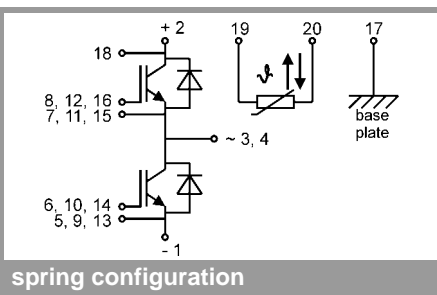 + 2
19
20
17
18
8, 12, 16
7, 11, 15
ϑ
base
plate
~ 3, 4
6, 10, 14
5, 9, 13
- 1
spring configuration